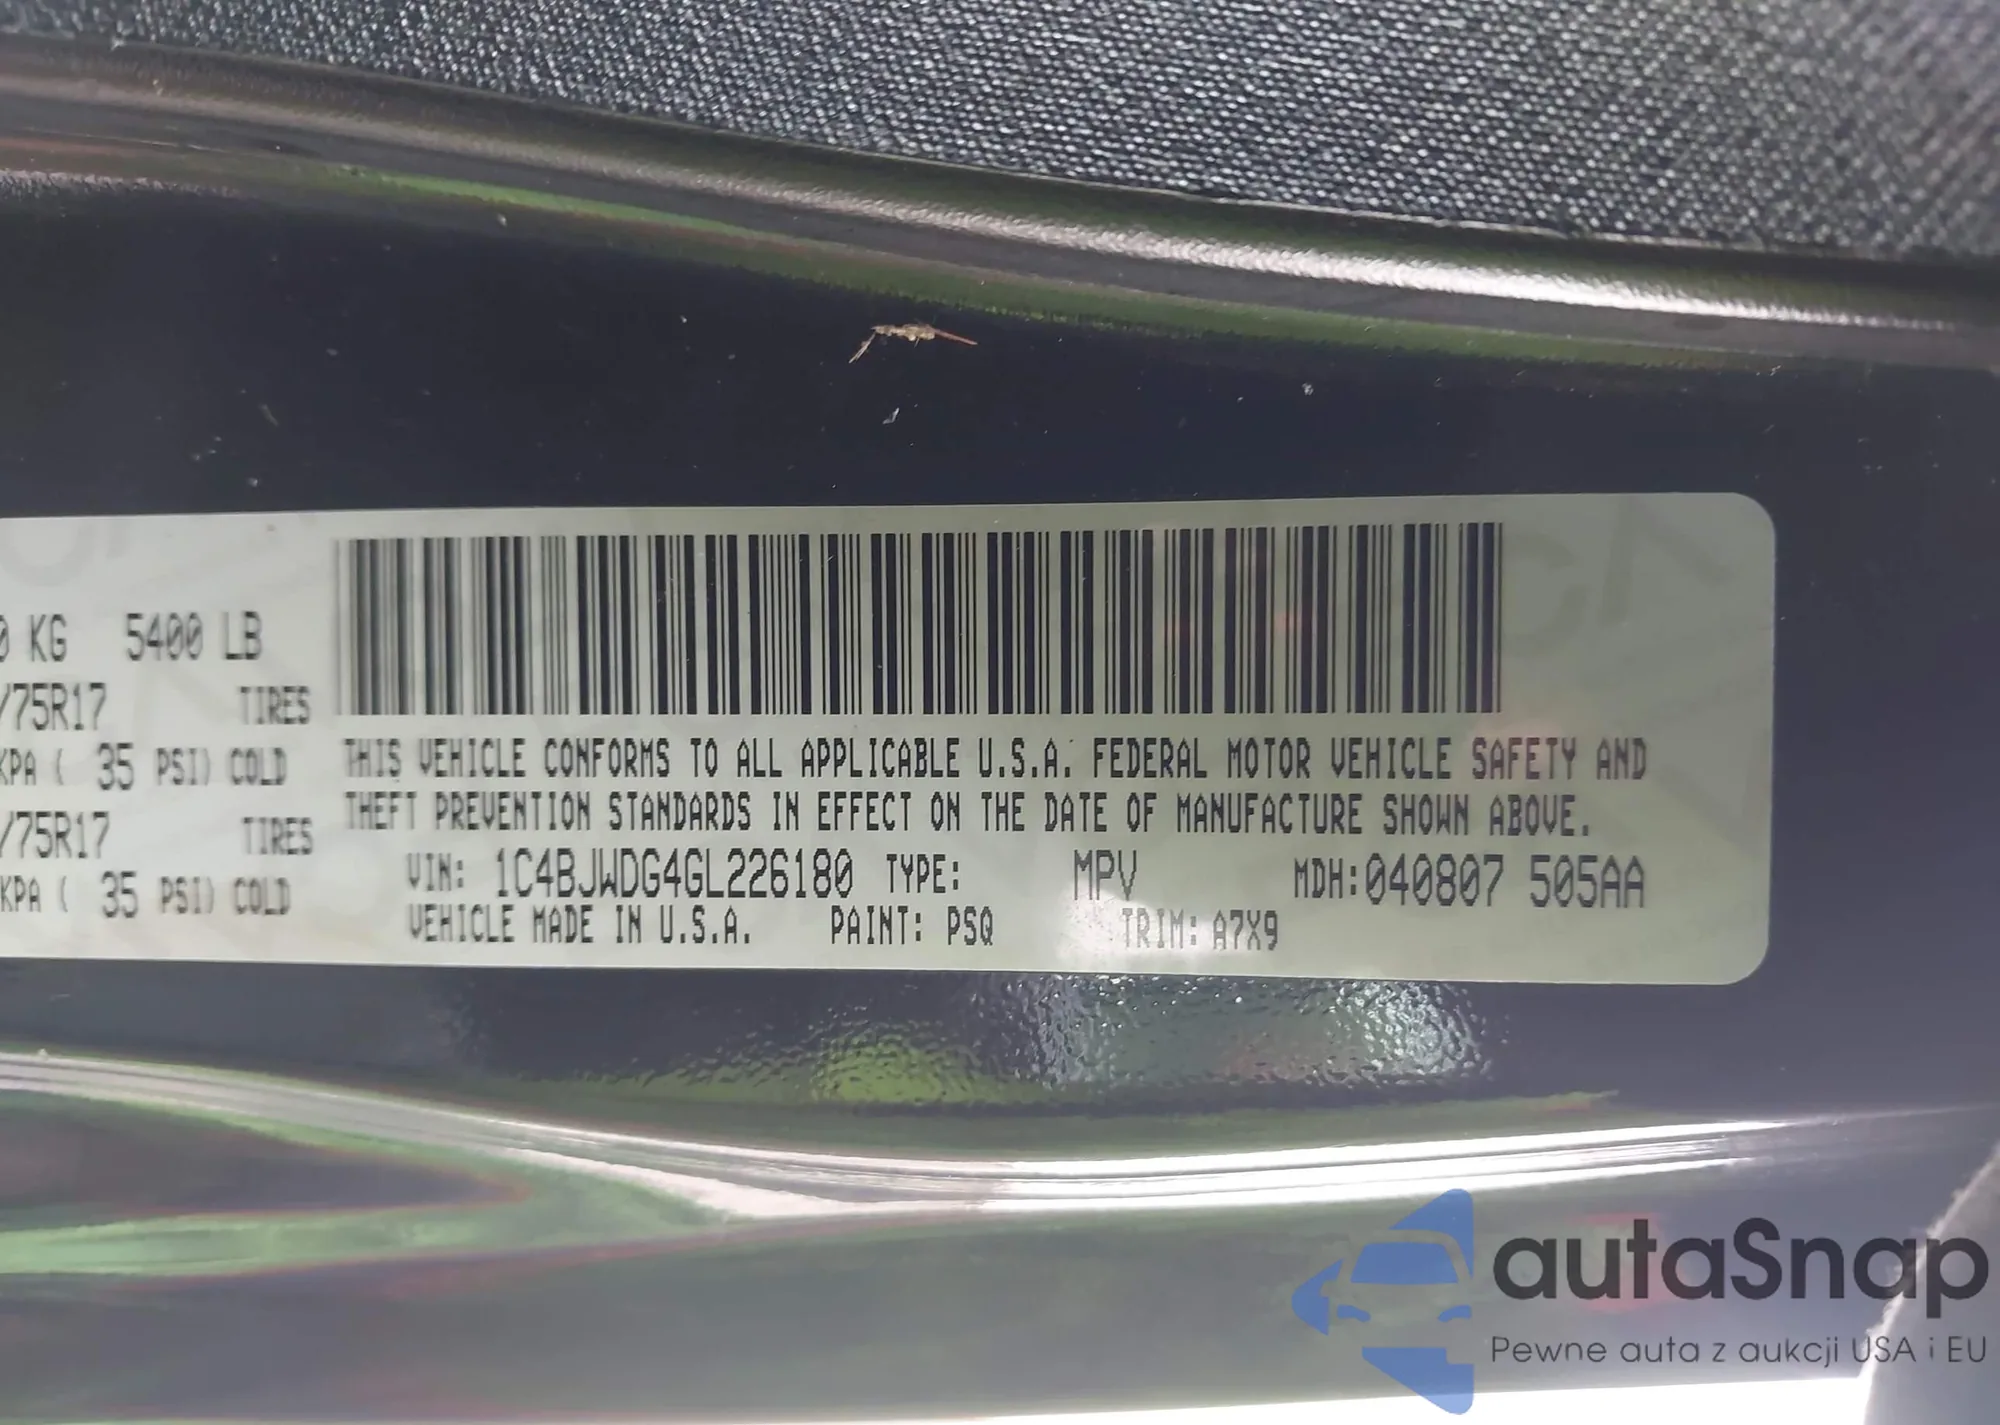 0 KG 5400 LB
/75R17 TIRES
KPA ( 35 PSI) COLD
/75R17 TIRES
KPA ( 35 PSI) COLD
THIS VEHICLE CONFORMS TO ALL APPLICABLE U.S.A. FEDERAL MOTOR VEHICLE SAFETY AND
THEFT PREVENTION STANDARDS IN EFFECT ON THE DATE OF MANUFACTURE SHOWN ABOVE.
VIN: 1C4BJWDG4GL226180 TYPE: MPV MDH:040807 505AA
VEHICLE MADE IN U.S.A. PAINT: PSQ TRIM: A7X9
autaSnap
Pewne auta z aukcji USA i EU